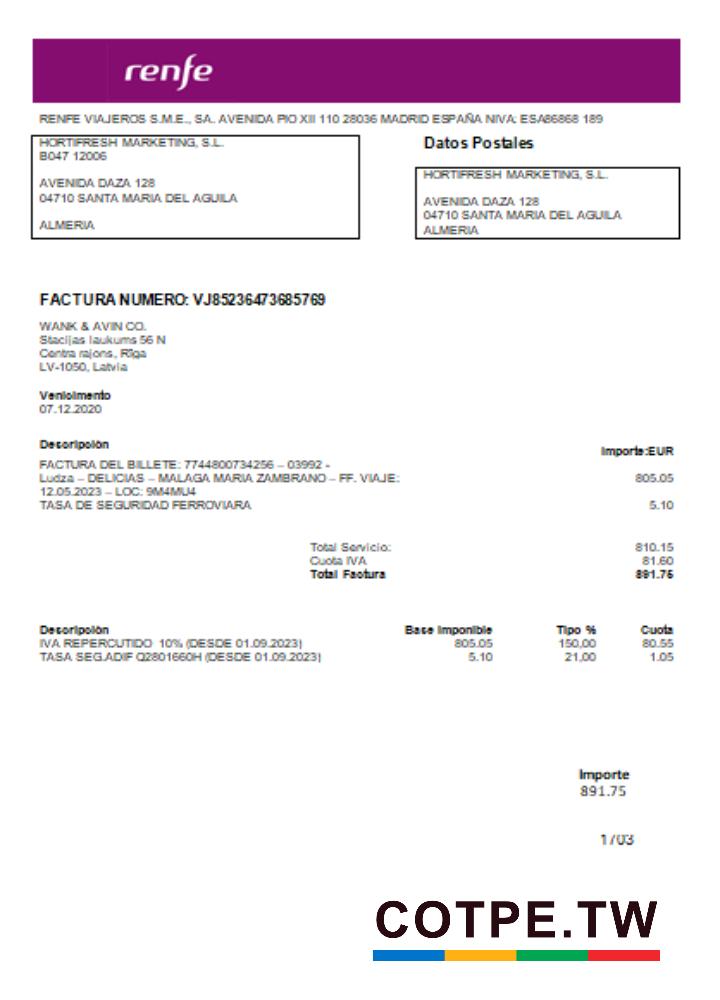 renfe
RENFE VIAJEROS S.M.E., SA. AVENIDA PIO XII 110 28036 MADRID ESPAÑA NIVA: ESA86868 189
HORTIFRESH MARKETING, S.L.
B047 12006
AVENIDA DAZA 128
04710 SANTA MARIA DEL AGUILA
ALMERIA
Datos Postales
HORTIFRESH MARKETING, S.L.
AVENIDA DAZA 128
04710 SANTA MARIA DEL AGUILA
ALMERIA
FACTURA NUMERO: VJ85236473685769
WANK & AVIN CO.
Stacijas laukums 56 N
Centra rajons, Rīga
LV-1050, Latvia
Venicimento
07.12.2020
Descripción Importe:EUR
FACTURA DEL BILLETE: 7744800734256 – 03992 -
Ludza – DELICIAS – MALAGA MARIA ZAMBRANO – FF. VIAJE: 805.05
12.05.2023 – LOC: 9M4MU4
TASA DE SEGURIDAD FERROVIARA 5.10
Total Servicio: 810.15
Cuota IVA 81.60
Total Factura 891.75
Descripción Base Imponible Tipo % Cuota
IVA REPERCUTIDO 10% (DESDE 01.09.2023) 805.05 150,00 80.55
TASA SEG.ADIF Q2801660H (DESDE 01.09.2023) 5.10 21,00 1.05
Importe
891.75
1/03
COTPE.TW